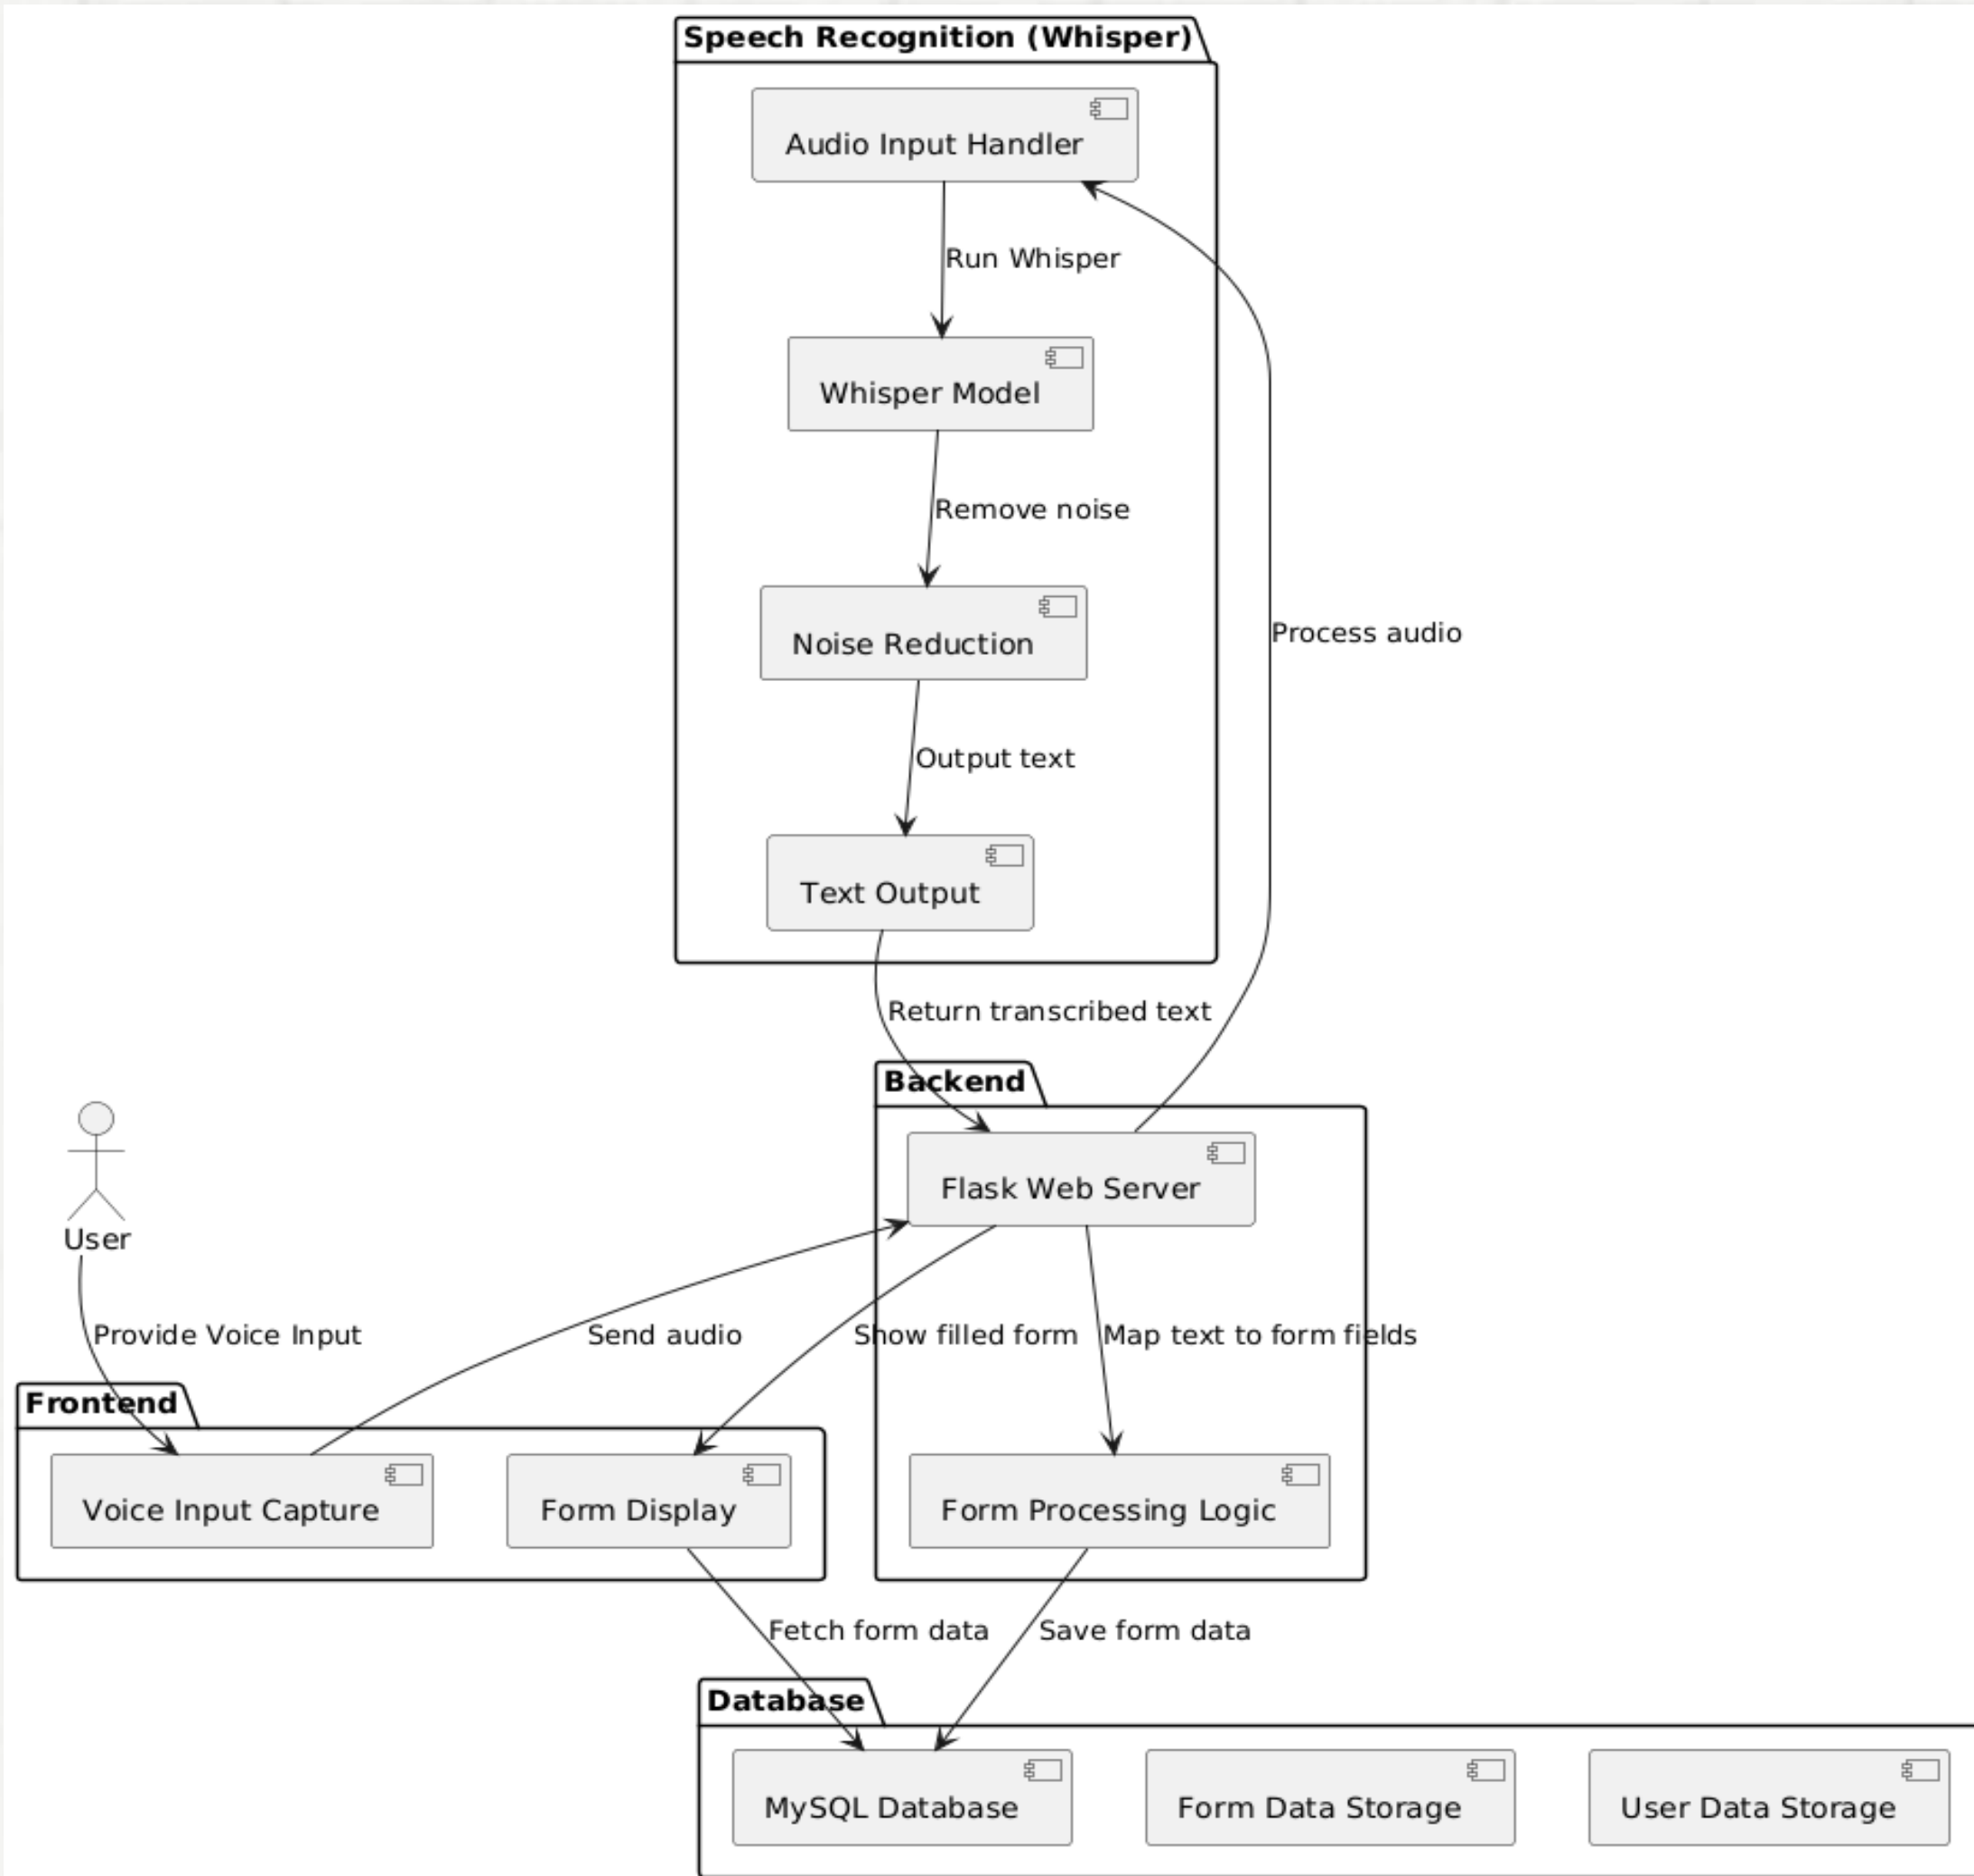 Speech Recognition (Whisper)
Audio Input Handler
Run Whisper
Whisper Model
Remove noise
Noise Reduction
Process audio
Output text
Text Output
Return transcribed text
Backend
Flask Web Server
User
Provide Voice Input
Send audio
Show filled form
Map text to form fields
Frontend
Voice Input Capture
Form Display
Form Processing Logic
Fetch form data
Save form data
Database
MySQL Database
Form Data Storage
User Data Storage